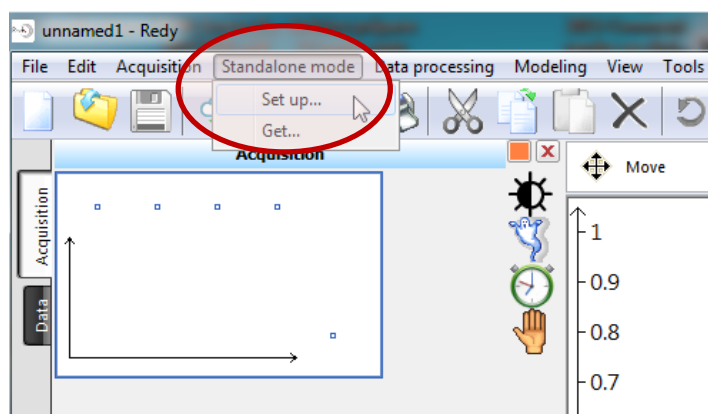 unnamed1 - Redy
File Edit Acquisition Standalone mode Data processing Modeling View Tools
Set up...
Get...
Acquisition
Move
Acquisition
Data
1
0.9
0.8
0.7